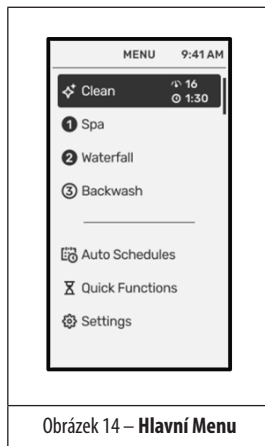 MENU 9:41 AM
Clean 16
1:30
1 Spa
2 Waterfall
3 Backwash
Auto Schedules
Quick Functions
Settings
Obrázek 14 – Hlavní Menu